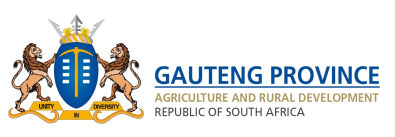 UNITY
IN
DIVERSITY
GAUTENG PROVINCE
AGRICULTURE AND RURAL DEVELOPMENT
REPUBLIC OF SOUTH AFRICA